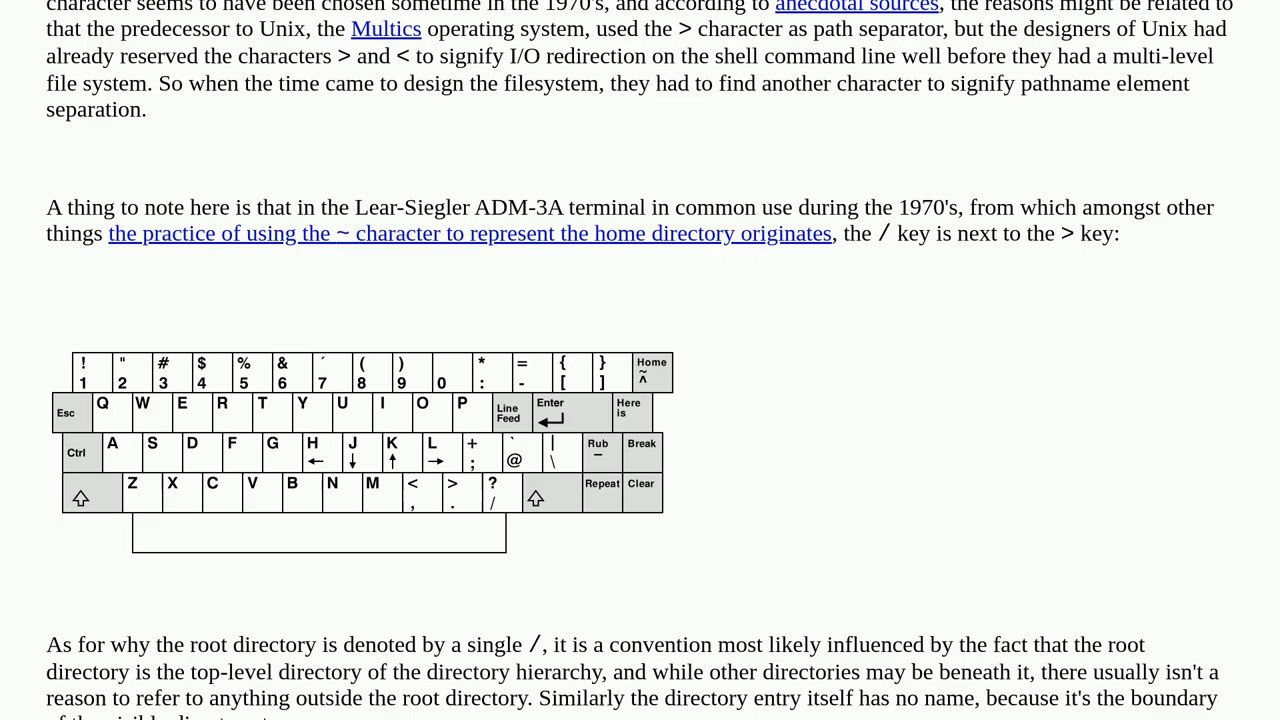 character seems to have been chosen sometime in the 1970's, and according to anecdotal sources, the reasons might be related to
that the predecessor to Unix, the Multics operating system, used the > character as path separator, but the designers of Unix had
already reserved the characters > and < to signify I/O redirection on the shell command line well before they had a multi-level
file system. So when the time came to design the filesystem, they had to find another character to signify pathname element
separation.
A thing to note here is that in the Lear-Siegler ADM-3A terminal in common use during the 1970's, from which amongst other
things the practice of using the ~ character to represent the home directory originates, the / key is next to the > key:
! " # $ % & ´ ( ) * = { } Home
1 2 3 4 5 6 7 8 9 0 : - [ ] ~ ^
Esc Q W E R T Y U I O P Line Feed Enter Here is
Ctrl A S D F G H J K L + ` | Rub Break
← ↓ ↑ → ; @ \ —
Z X C V B N M < > ? Repeat Clear
, . /
As for why the root directory is denoted by a single /, it is a convention most likely influenced by the fact that the root
directory is the top-level directory of the directory hierarchy, and while other directories may be beneath it, there usually isn't a
reason to refer to anything outside the root directory. Similarly the directory entry itself has no name, because it's the boundary